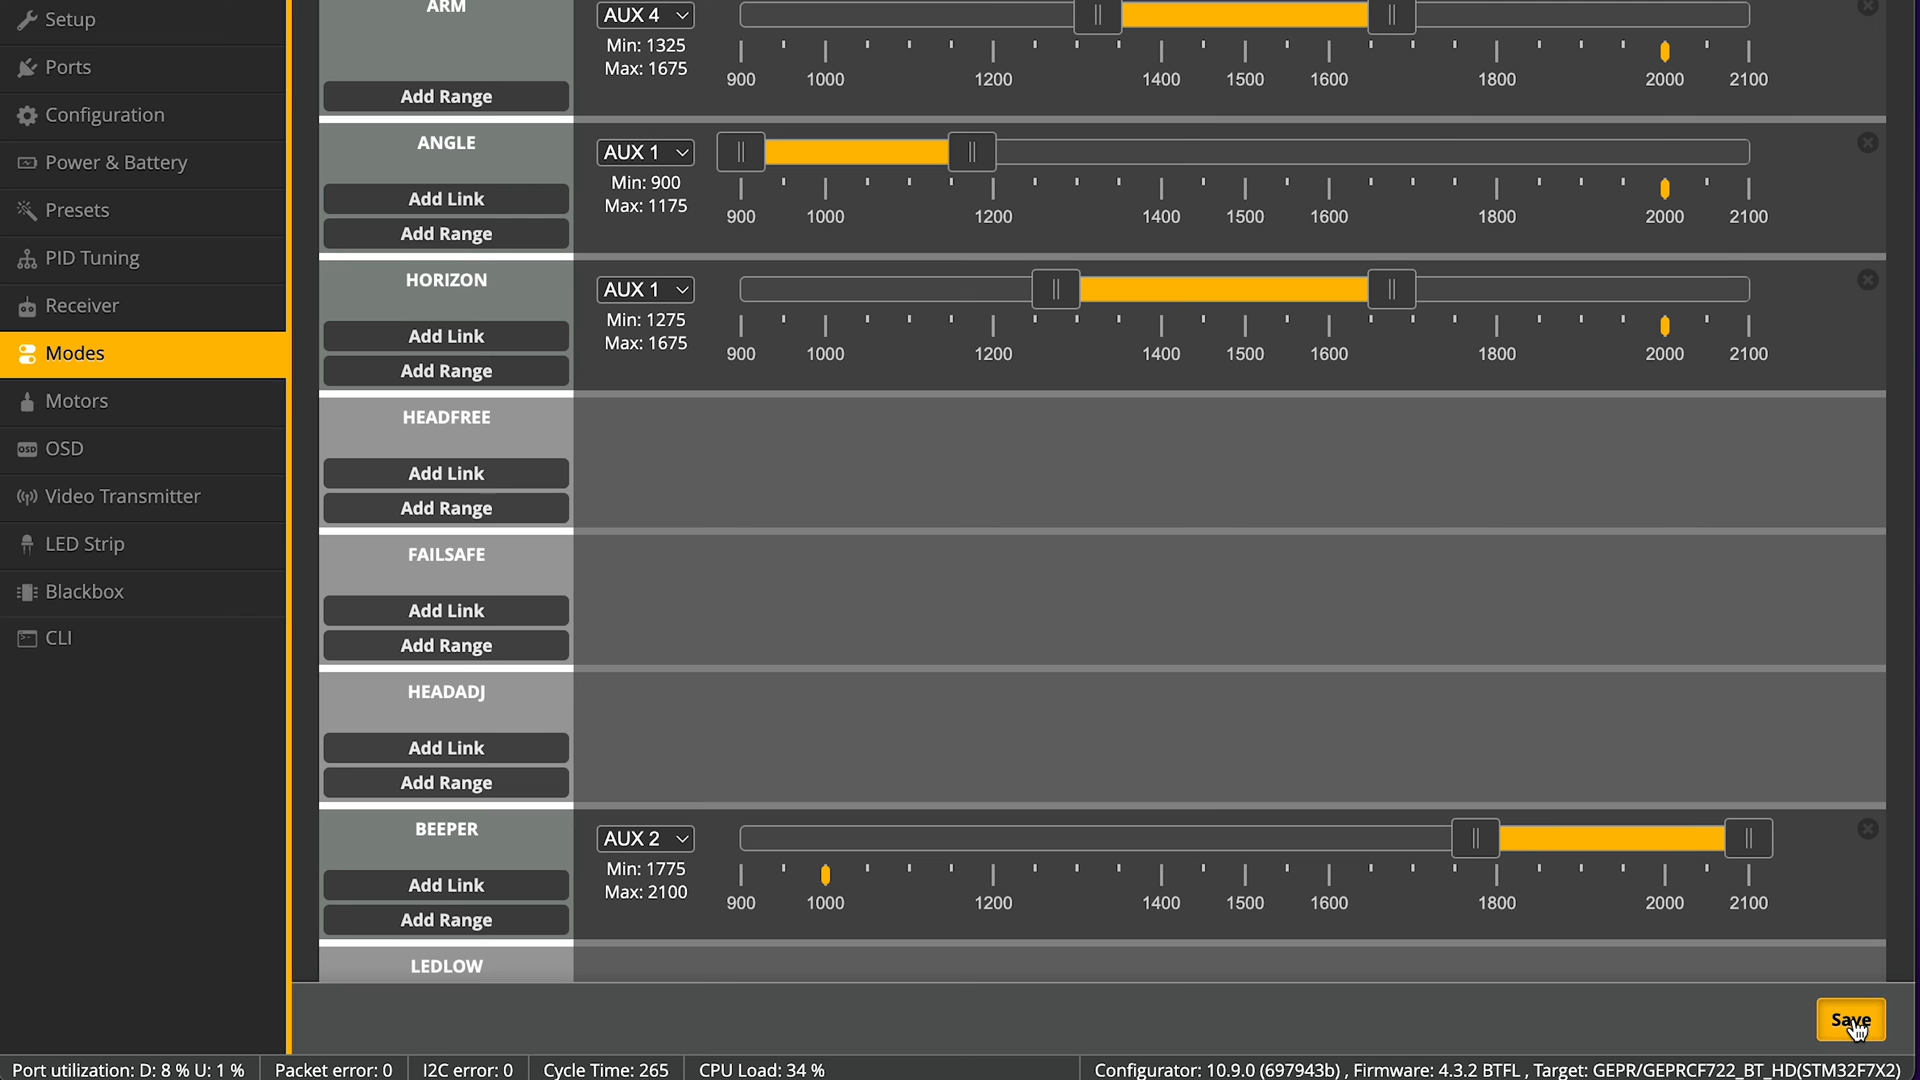 Setup
Ports
Configuration
Power & Battery
Presets
PID Tuning
Receiver
Modes
Motors
OSD
OSD
Video Transmitter
LED Strip
Blackbox
CLI
ARM
Add Range
AUX 4
Min: 1325
Max: 1675
900 1000 1200 1400 1500 1600 1800 2000 2100
ANGLE
Add Link
Add Range
AUX 1
Min: 900
Max: 1175
900 1000 1200 1400 1500 1600 1800 2000 2100
HORIZON
Add Link
Add Range
AUX 1
Min: 1275
Max: 1675
900 1000 1200 1400 1500 1600 1800 2000 2100
HEADFREE
Add Link
Add Range
FAILSAFE
Add Link
Add Range
HEADADJ
Add Link
Add Range
BEEPER
Add Link
Add Range
AUX 2
Min: 1775
Max: 2100
900 1000 1200 1400 1500 1600 1800 2000 2100
LEDLOW
Save
Port utilization: D: 8 % U: 1 % Packet error: 0 I2C error: 0 Cycle Time: 265 CPU Load: 34 % Configurator: 10.9.0 (697943b) , Firmware: 4.3.2 BTFL , Target: GEPR/GEPRCF722_BT_HD(STM32F7X2)